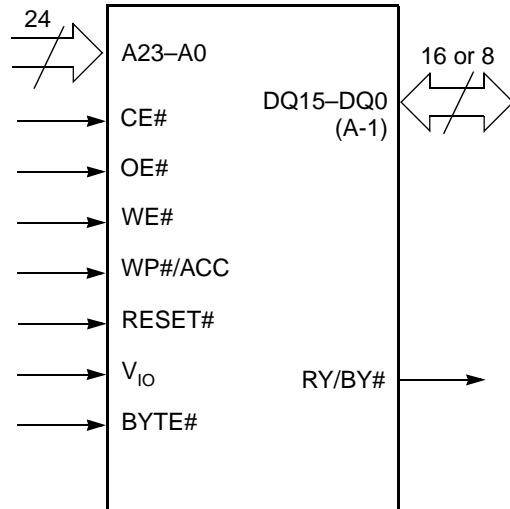 24
A23–A0
16 or 8
DQ15–DQ0
(A-1)
CE#
OE#
WE#
WP#/ACC
RESET#
VIO
RY/BY#
BYTE#